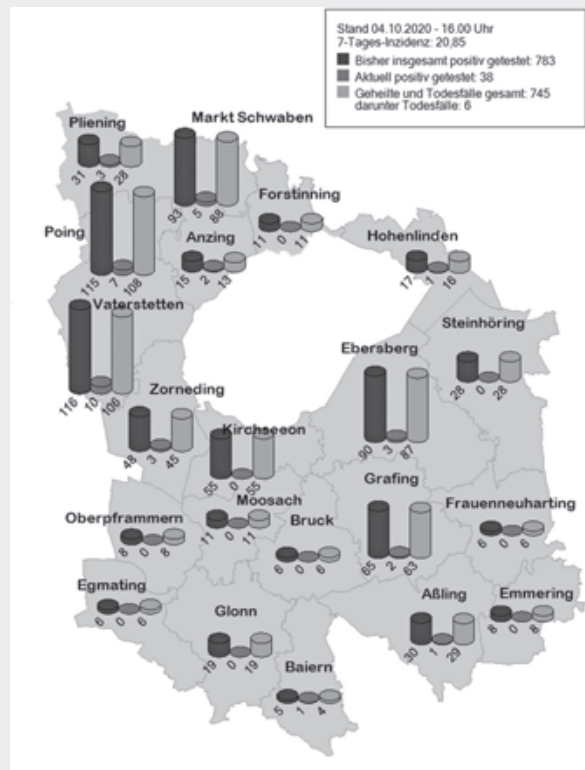 Stand 04.10.2020 - 16.00 Uhr
7-Tages-Inzidenz: 20,85
Bisher insgesamt positiv getestet: 783
Aktuell positiv getestet: 38
Geheilte und Todesfälle gesamt: 745
darunter Todesfälle: 6
Pliening
31 3 28
Markt Schwaben
93 5 88
Forstinning
11 0 11
Poing
115 7 108
Anzing
15 2 13
Hohenlinden
17 1 16
Vaterstetten
116 10 106
Steinhöring
28 0 28
Ebersberg
90 3 87
Zorneding
48 3 45
Kirchseeon
55 0 55
Grafing
65 2 63
Moosach
11 0 11
Frauenneuharting
6 0 6
Oberpframmern
8 0 8
Bruck
6 0 6
Egmating
6 0 6
Glonn
19 0 19
Aßling
30 1 29
Emmering
8 0 8
Baiern
5 1 4